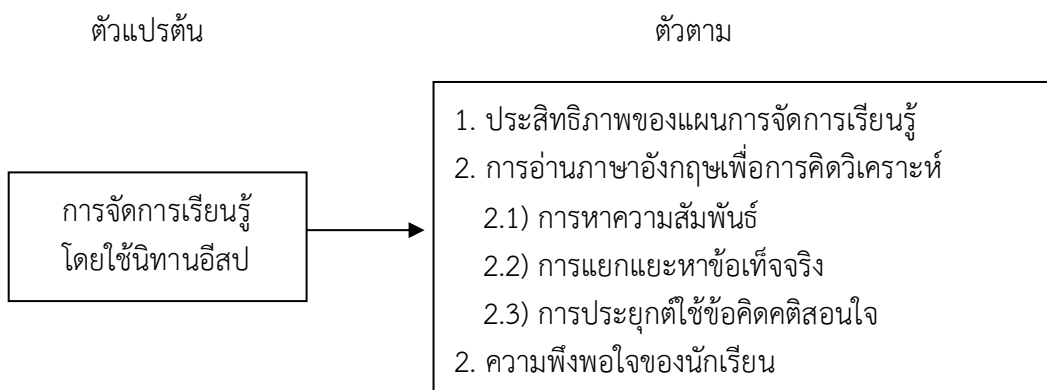 ตัวแปรต้น
ตัวตาม
การจัดการเรียนรู้
โดยใช้นิทานอีสป
1. ประสิทธิภาพของแผนการจัดการเรียนรู้
2. การอ่านภาษาอังกฤษเพื่อการคิดวิเคราะห์
2.1) การหาความสัมพันธ์
2.2) การแยกแยะหาข้อเท็จจริง
2.3) การประยุกต์ใช้ข้อคิดคติสอนใจ
2. ความพึงพอใจของนักเรียน